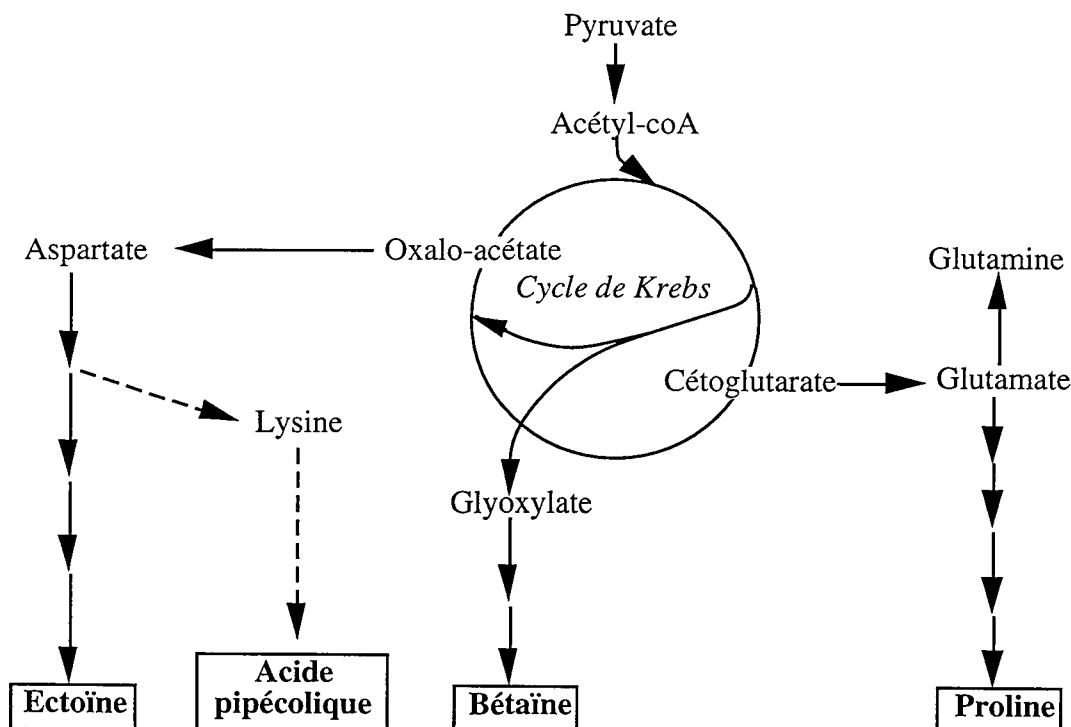 Pyruvate
Acétyl-coA
Aspartate
Oxalo-acétate
Cycle de Krebs
Glutamine
Cétoglutarate
Glutamate
Lysine
Glyoxylate
Ectoïne
Acide
pipécolique
Bétaïne
Proline